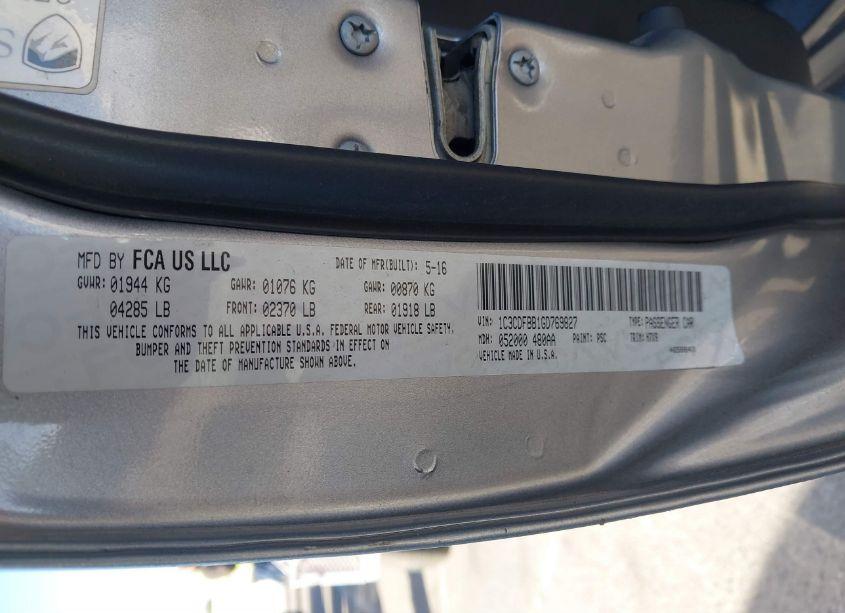 MFD BY FCA US LLC
DATE OF MFR(BUILT): 5-16
GVWR: 01944 KG
GAWR: 01076 KG
GAWR: 00870 KG
04285 LB
FRONT: 02370 LB
REAR: 01918 LB
THIS VEHICLE CONFORMS TO ALL APPLICABLE U.S.A. FEDERAL MOTOR VEHICLE SAFETY,
BUMPER AND THEFT PREVENTION STANDARDS IN EFFECT ON
THE DATE OF MANUFACTURE SHOWN ABOVE.
VIN: 1C3CDFBB1GD769827
TYPE: PASSENGER CAR
MDH: 052000 480AA
PAINT: PSC
TRIM:
VEHICLE MADE IN U.S.A.